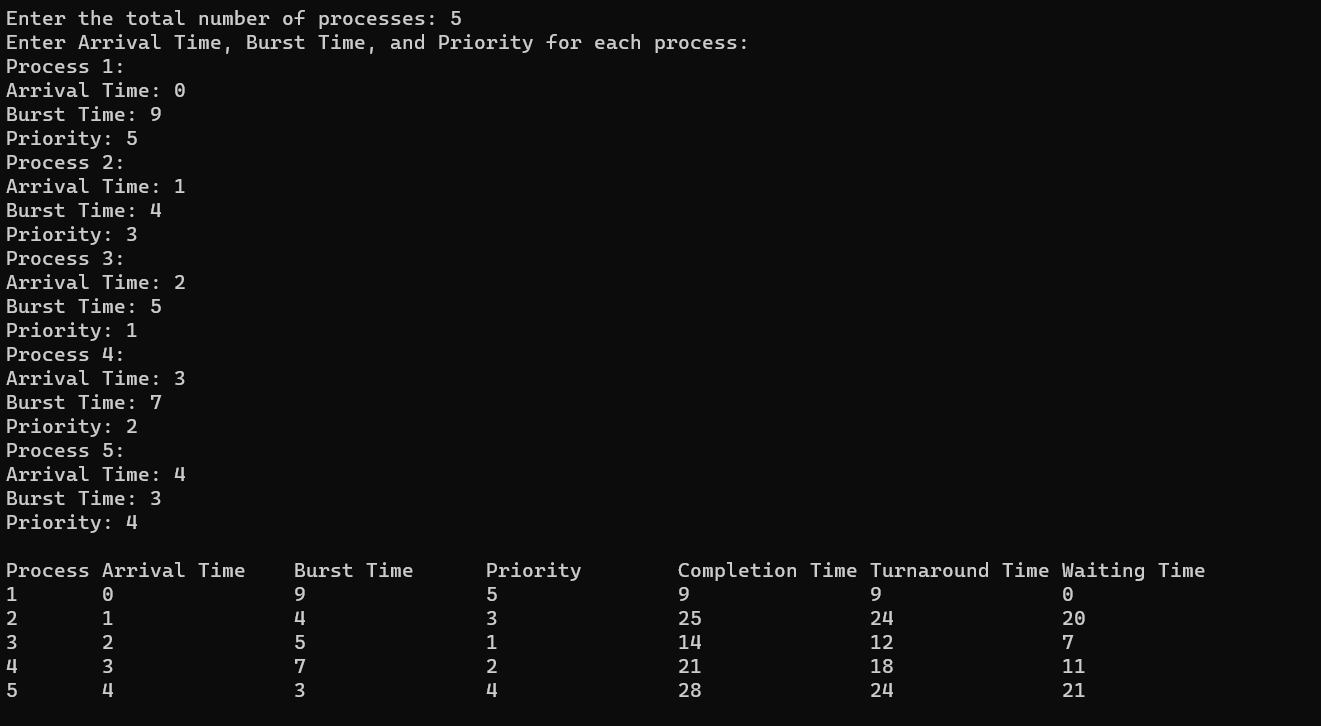 Enter the total number of processes: 5
Enter Arrival Time, Burst Time, and Priority for each process:
Process 1:
Arrival Time: 0
Burst Time: 9
Priority: 5
Process 2:
Arrival Time: 1
Burst Time: 4
Priority: 3
Process 3:
Arrival Time: 2
Burst Time: 5
Priority: 1
Process 4:
Arrival Time: 3
Burst Time: 7
Priority: 2
Process 5:
Arrival Time: 4
Burst Time: 3
Priority: 4

Process Arrival Time    Burst Time      Priority        Completion Time Turnaround Time Waiting Time
1       0               9               5               9               9               0
2       1               4               3               25              24              20
3       2               5               1               14              12              7
4       3               7               2               21              18              11
5       4               3               4               28              24              21